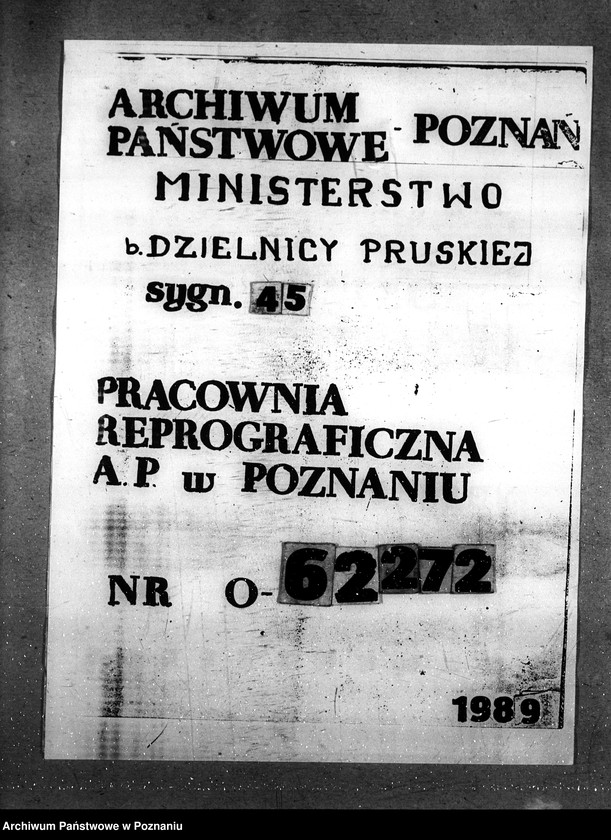 ARCHIWUM
PAŃSTWOWE - POZNAŃ
MINISTERSTWO
b. DZIELNICY PRUSKIEJ
sygn. 45
PRACOWNIA
REPROGRAFICZNA
A.P. w POZNANIU
NR O-62272
1989
Archiwum Państwowe w Poznaniu